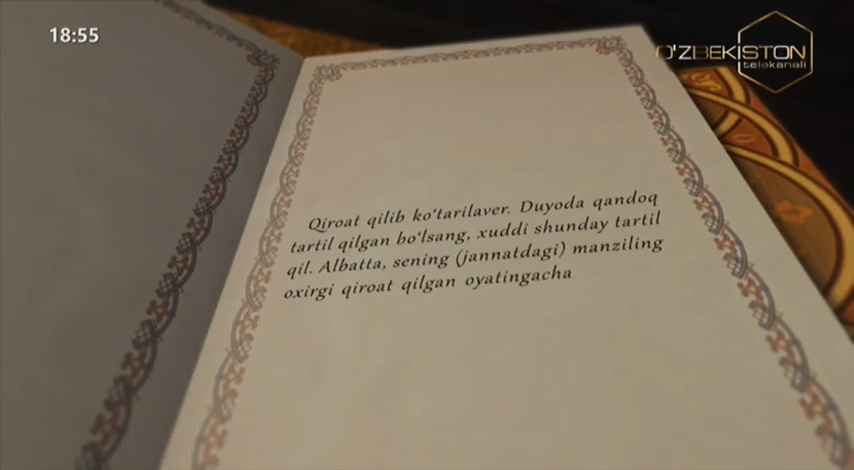 18:55
O'ZBEKISTON
telekanali
Qiroat qilib ko'tarilaver. Duyoda qandoq
tartil qilgan bo'lsang, xuddi shunday tartil
qil. Albatta, sening (jannatdagi) manziling
oxirgi qiroat qilgan oyatingacha